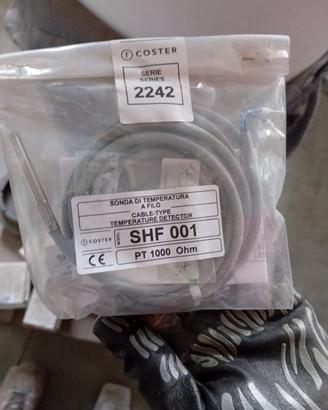 COSTER
SERIE
SERIES
2242
SONDA DI TEMPERATURA
A FILO
CABLE-TYPE
TEMPERATURE DETECTOR
COSTER
MODEL
SHF 001
CE
PT 1000 Ohm